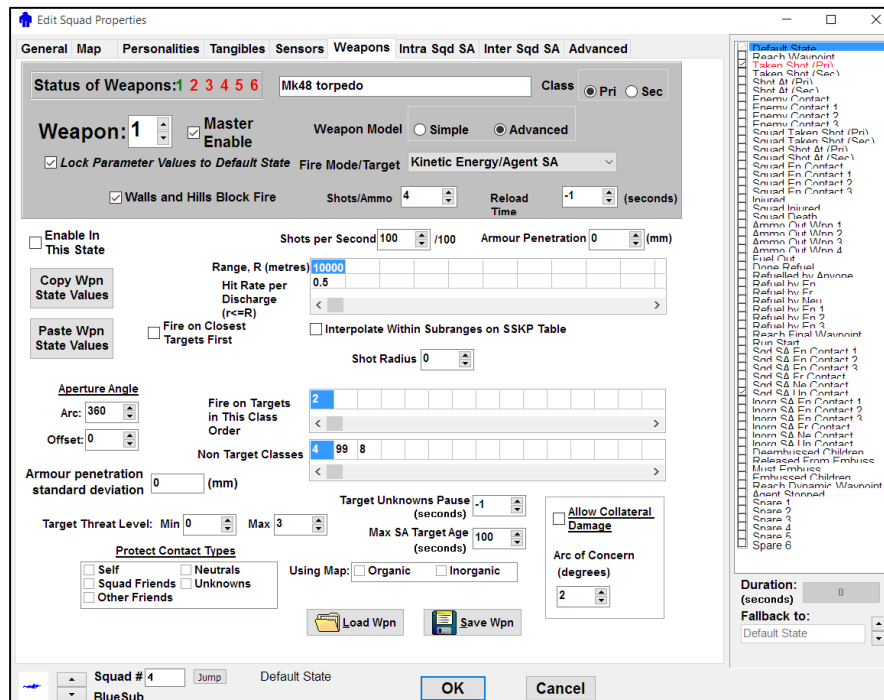 Edit Squad Properties
General Map Personalities Tangibles Sensors Weapons Intra Sqd SA Inter Sqd SA Advanced
Status of Weapons:1 2 3 4 5 6 Mk48 torpedo Class Pri Sec
Weapon: 1 Master Enable Weapon Model Simple Advanced
Lock Parameter Values to Default State Fire Mode/Target Kinetic Energy/Agent SA
Walls and Hills Block Fire Shots/Ammo 4 Reload Time -1 (seconds)
Enable In This State Shots per Second 100 /100 Armour Penetration 0 (mm)
Copy Wpn State Values
Range, R (metres) 10000
Hit Rate per Discharge (r<=R) 0.5
Paste Wpn State Values
Fire on Closest Targets First
Interpolate Within Subranges on SSKP Table
Shot Radius 0
Aperture Angle
Arc: 360
Offset: 0
Fire on Targets in This Class Order 2
Non Target Classes 4 99 8
Armour penetration standard deviation 0 (mm)
Target Unknowns Pause (seconds) -1
Target Threat Level: Min 0 Max 3
Max SA Target Age (seconds) 100
Allow Collateral Damage
Arc of Concern (degrees)
2
Protect Contact Types
Self Neutrals
Squad Friends Unknowns
Other Friends
Using Map: Organic Inorganic
Load Wpn Save Wpn
Squad # 4 Jump Default State
BlueSub
OK Cancel
Default State
Reach Waypoint
Taken Shot (Pri)
Taken Shot (Sec)
Shot At (Pri)
Shot At (Sec)
Enemy Contact
Enemy Contact 1
Enemy Contact 2
Enemy Contact 3
Squad Taken Shot (Pri)
Squad Taken Shot (Sec)
Squad Shot At (Pri)
Squad Shot At (Sec)
Squad En Contact
Squad En Contact 1
Squad En Contact 2
Squad En Contact 3
Injured
Squad Injured
Squad Death
Ammo Out Wpn 1
Ammo Out Wpn 2
Ammo Out Wpn 3
Ammo Out Wpn 4
Fuel Out
Done Refuel
Refuelled by Anyone
Refuel by En
Refuel by Fr
Refuel by Neu
Refuel by En 1
Refuel by En 2
Refuel by En 3
Reach Final Waypoint
Run Start
Sqd SA En Contact 1
Sqd SA En Contact 2
Sqd SA En Contact 3
Sqd SA Fr Contact
Sqd SA Ne Contact
Sqd SA Un Contact
Inorg SA En Contact 1
Inorg SA En Contact 2
Inorg SA En Contact 3
Inorg SA Fr Contact
Inorg SA Ne Contact
Inorg SA Un Contact
Deembussed Children
Released From Embuss
Must Embuss
Embussed Children
Reach Dynamic Waypoint
Agent Stopped
Spare 1
Spare 2
Spare 3
Spare 4
Spare 5
Spare 6
Duration: (seconds) 0
Fallback to:
Default State